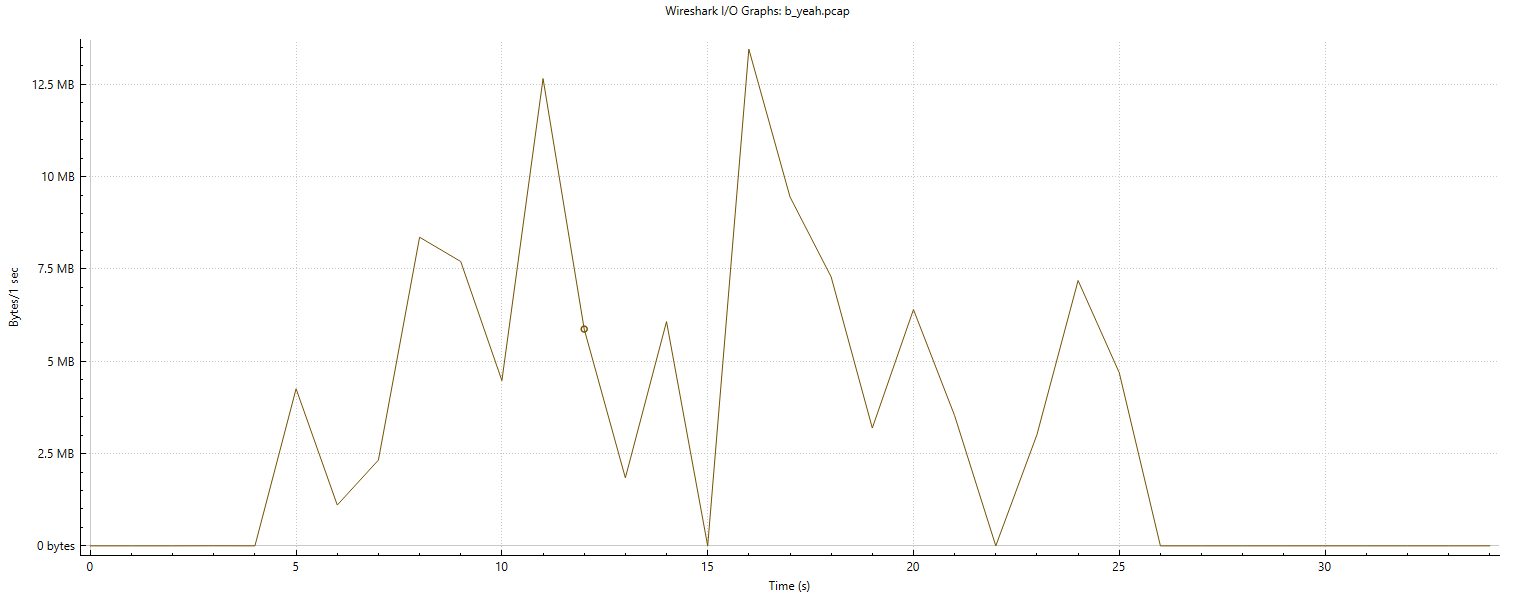 Wireshark I/O Graphs: b_yeah.pcap
12.5 MB
10 MB
7.5 MB
5 MB
2.5 MB
0 bytes
Bytes/1 sec
0 5 10 15 20 25 30
Time (s)